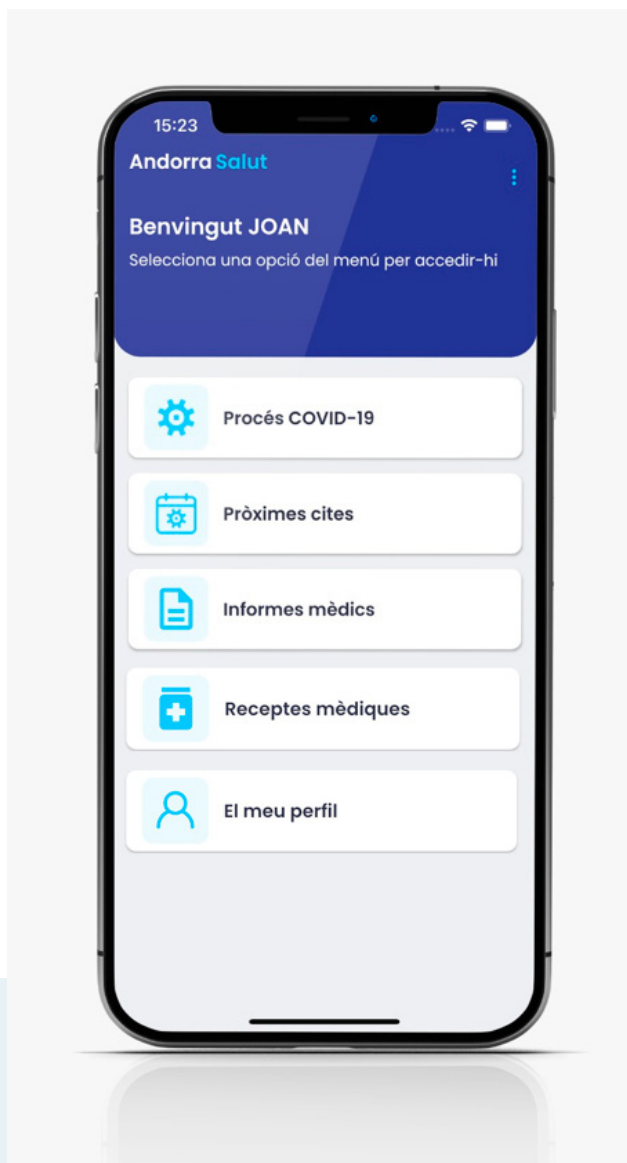 15:23
Andorra Salut
Benvingut JOAN
Selecciona una opció del menú per accedir-hi
Procés COVID-19
Pròximes cites
Informes mèdics
Receptes mèdiques
El meu perfil